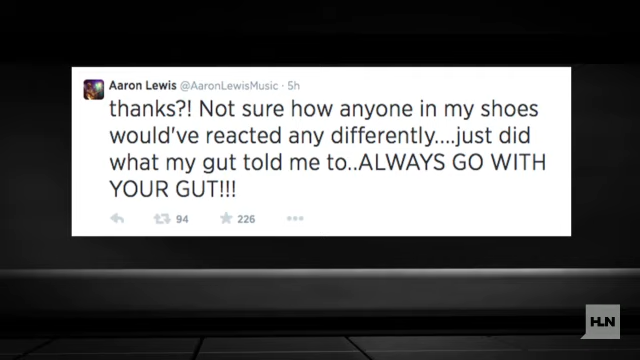 Aaron Lewis @AaronLewisMusic · 5h
thanks?! Not sure how anyone in my shoes
would've reacted any differently....just did
what my gut told me to..ALWAYS GO WITH
YOUR GUT!!!
94 226
HLN